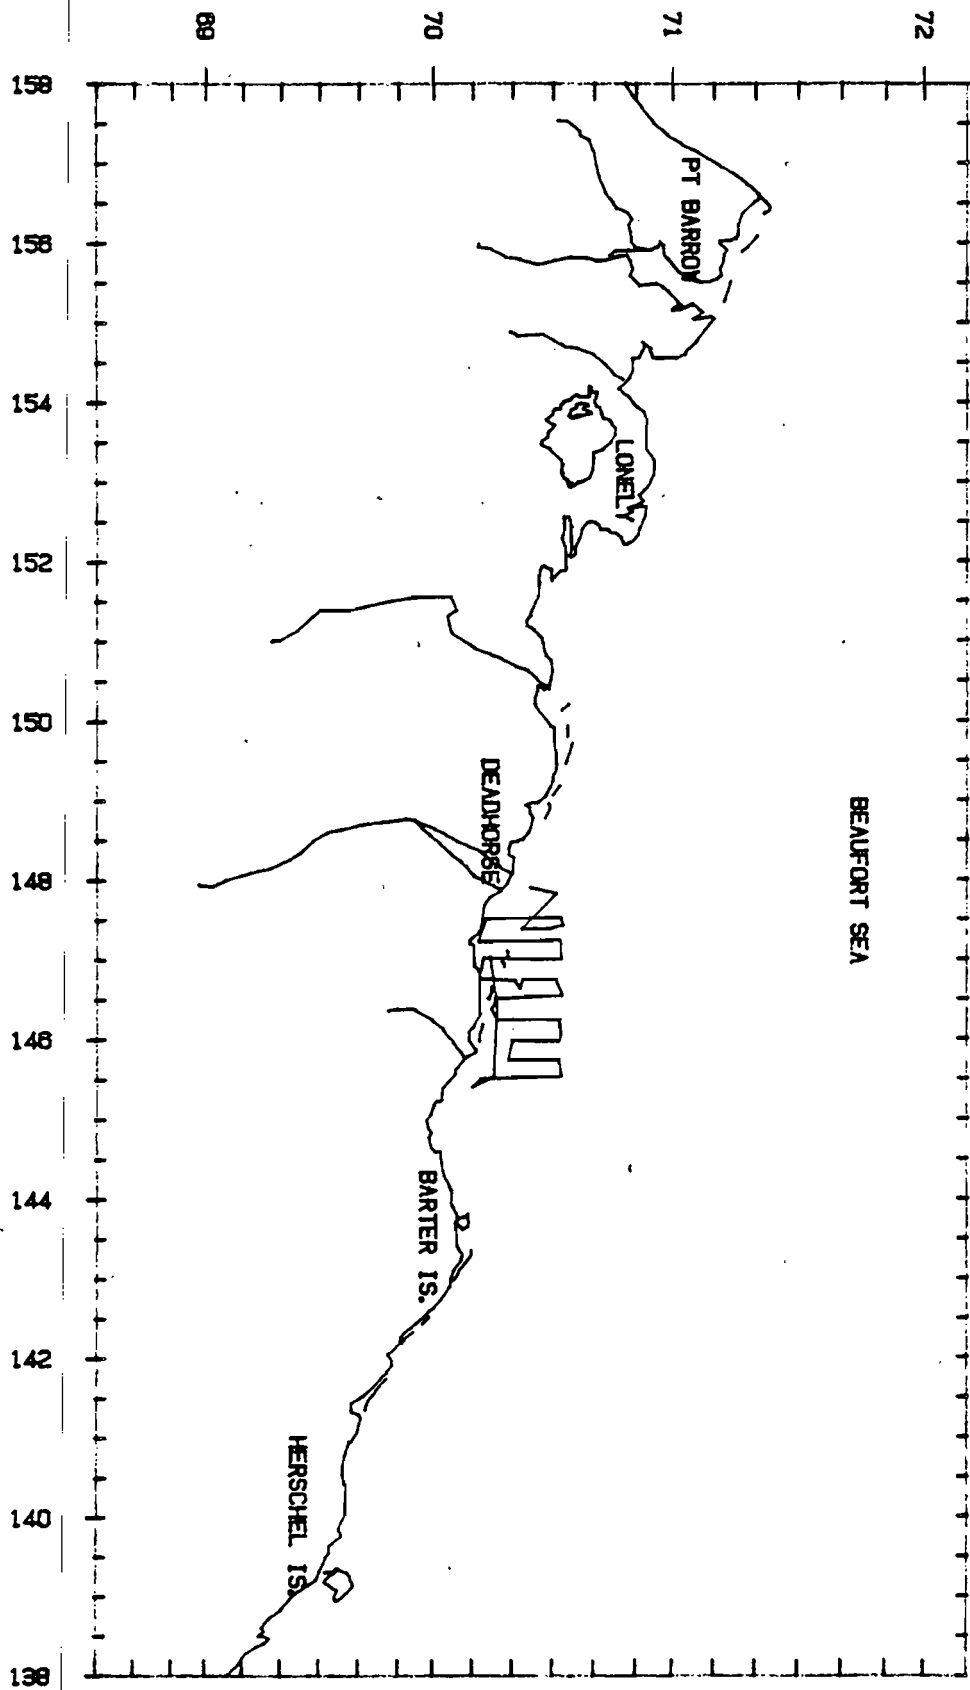 72
71
70
69
158
156
154
152
150
148
146
144
142
140
138
BEAUFORT SEA
PT BARROW
LONELY
DEADHORSE
BARTER IS.
HERSCHEL IS.